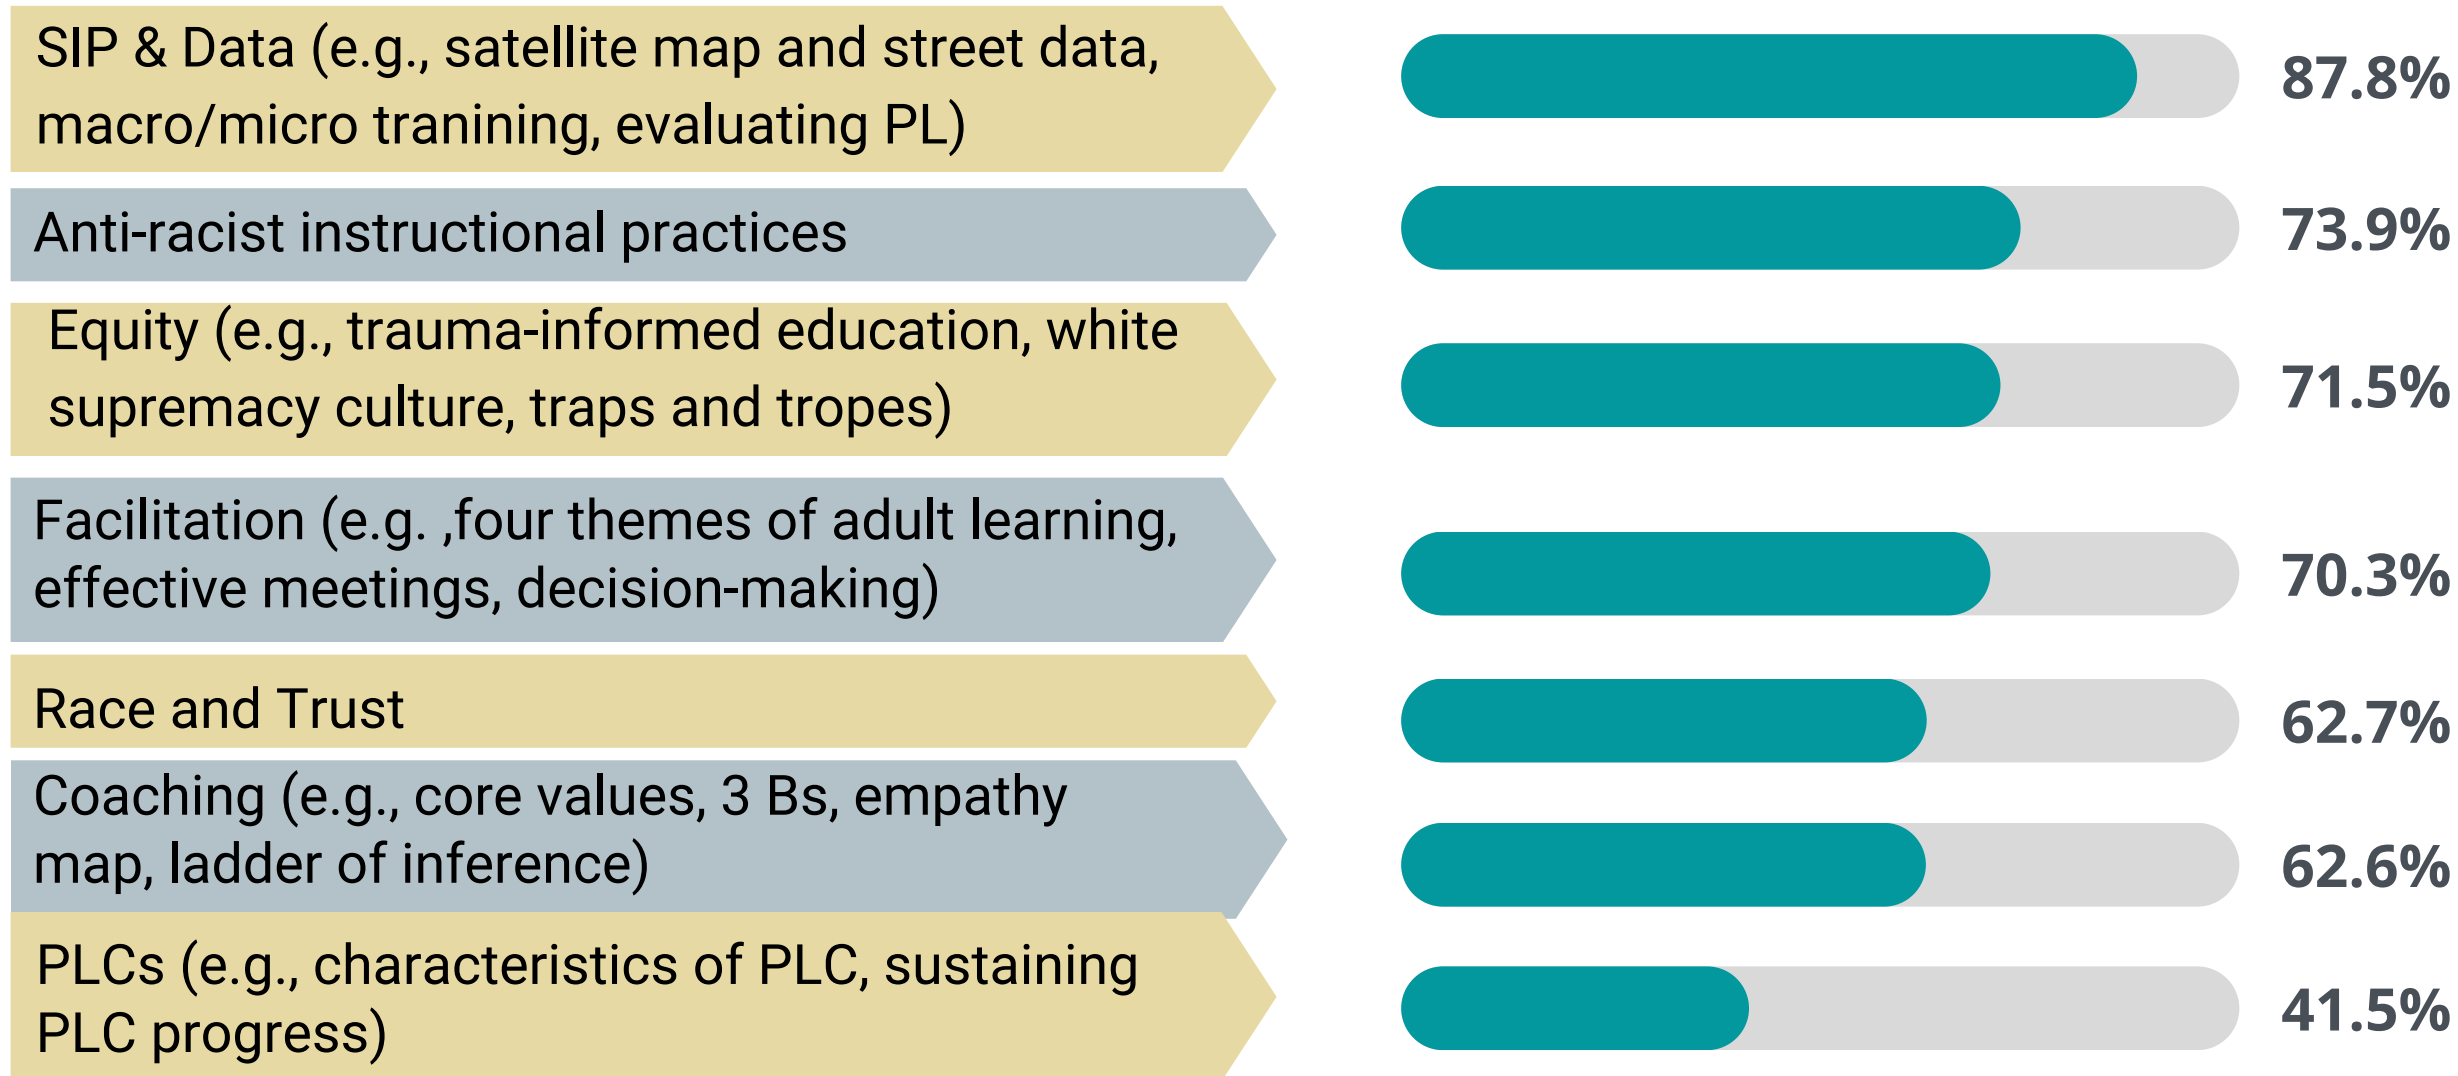 SIP & Data (e.g., satellite map and street data,
macro/micro tranining, evaluating PL)
87.8%
Anti-racist instructional practices
73.9%
Equity (e.g., trauma-informed education, white
supremacy culture, traps and tropes)
71.5%
Facilitation (e.g. ,four themes of adult learning,
effective meetings, decision-making)
70.3%
Race and Trust
62.7%
Coaching (e.g., core values, 3 Bs, empathy
map, ladder of inference)
62.6%
PLCs (e.g., characteristics of PLC, sustaining
PLC progress)
41.5%